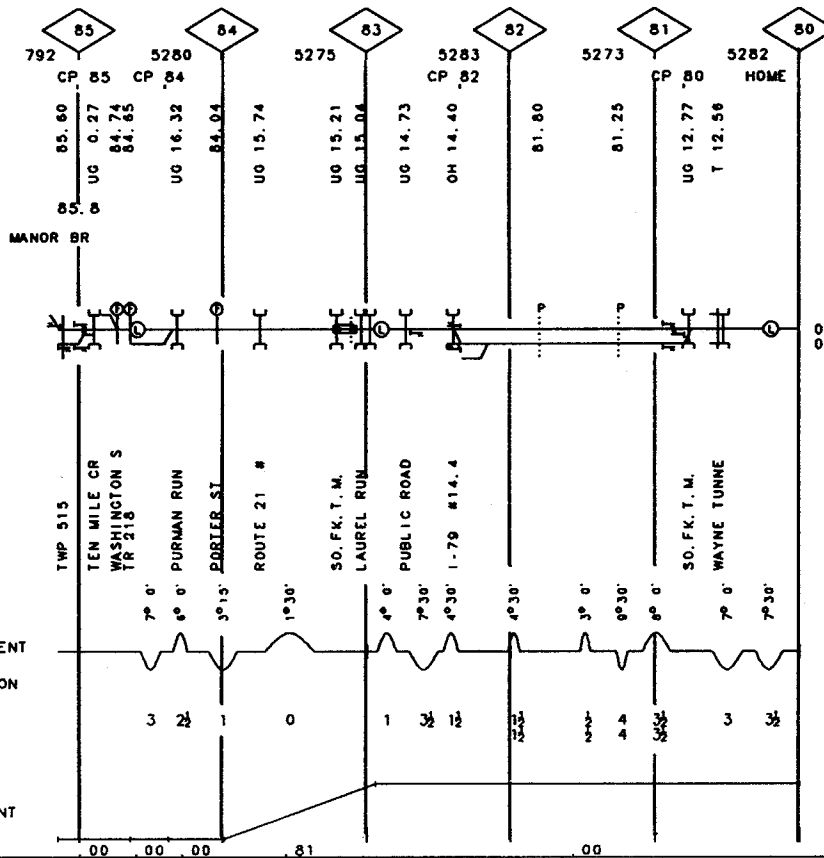 85 84 83 82 81 80
792 5280 5275 5283 5273 5282
CP 85 CP 84 CP 82 CP 80 HOME
85.60
UG 0.27
84.74
84.65
UG 16.32
84.04
UG 15.74
UG 15.21
UG 15.04
UG 14.73
OH 14.40
81.80
81.25
UG 12.77
T 12.56
85.8
MANOR BR
F F L F L P P L 0
0
TWP 515
TEN MILE CR
WASHINGTON S
TR 218
PURMAN RUN
PORTER ST
ROUTE 21 #
SO. FK. T. M.
LAUREL RUN
PUBLIC ROAD
I-79 #14.4
SO. FK. T. M.
WAYNE TUNNE
7° 0' 6° 0' 3°15' 1°30' 4° 0' 7°30' 4°30' 4°30' 3° 0' 9°30' 8° 0' 7° 0' 7°30'
ENT
ON
3 2½ 1 0 1 3½ 1½ 1½ ½ 4 3½ 3 3½
1½ ½ 4 3½
NT
.00 .00 .00 .81 .00